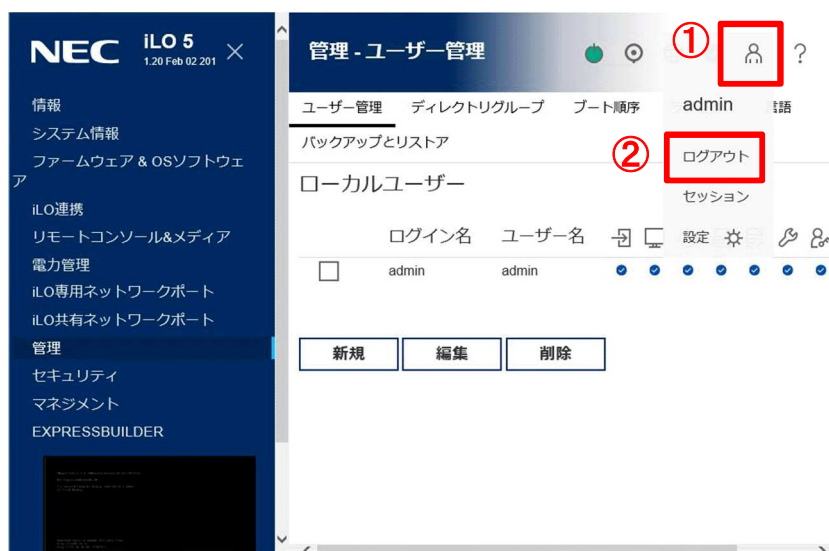 NEC iLO 5
1.20 Feb 02 201
情報
システム情報
ファームウェア & OSソフトウェ
ア
iLO連携
リモートコンソール&メディア
電力管理
iLO専用ネットワークポート
iLO共有ネットワークポート
管理
セキュリティ
マネジメント
EXPRESSBUILDER
管理 - ユーザー管理
①
?
ユーザー管理 ディレクトリグループ ブート順序 言語
バックアップとリストア
admin
②
ログアウト
セッション
設定
ローカルユーザー
ログイン名 ユーザー名
admin admin
新規 編集 削除